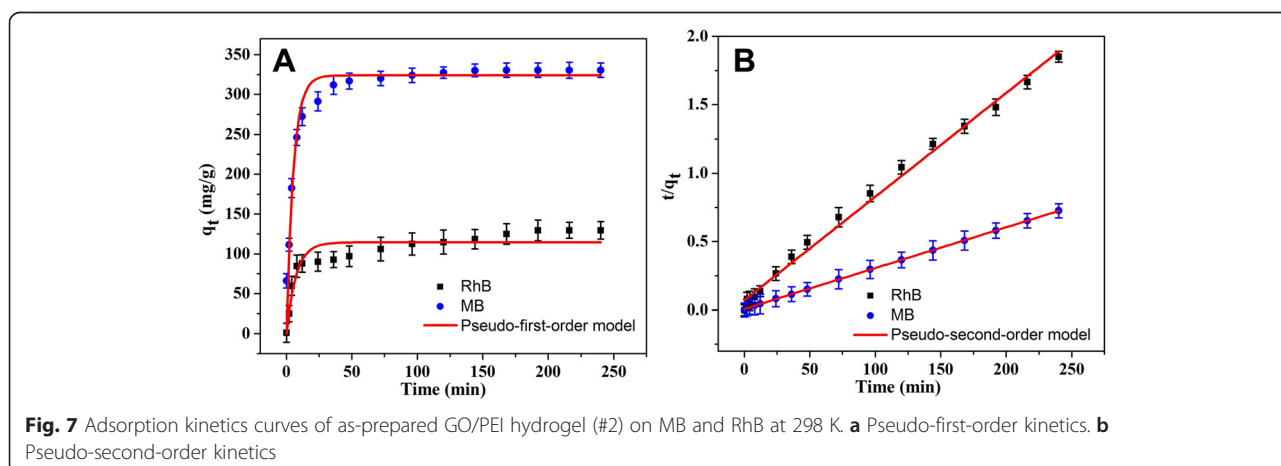 A
350
300
250
200
150
100
50
0
qt (mg/g)
RhB
MB
Pseudo-first-order model
0 50 100 150 200 250
Time (min)
B
2.0
1.5
1.0
0.5
0.0
t/qt
RhB
MB
Pseudo-second-order model
0 50 100 150 200 250
Time (min)
Fig. 7 Adsorption kinetics curves of as-prepared GO/PEI hydrogel (#2) on MB and RhB at 298 K. a Pseudo-first-order kinetics. b
Pseudo-second-order kinetics